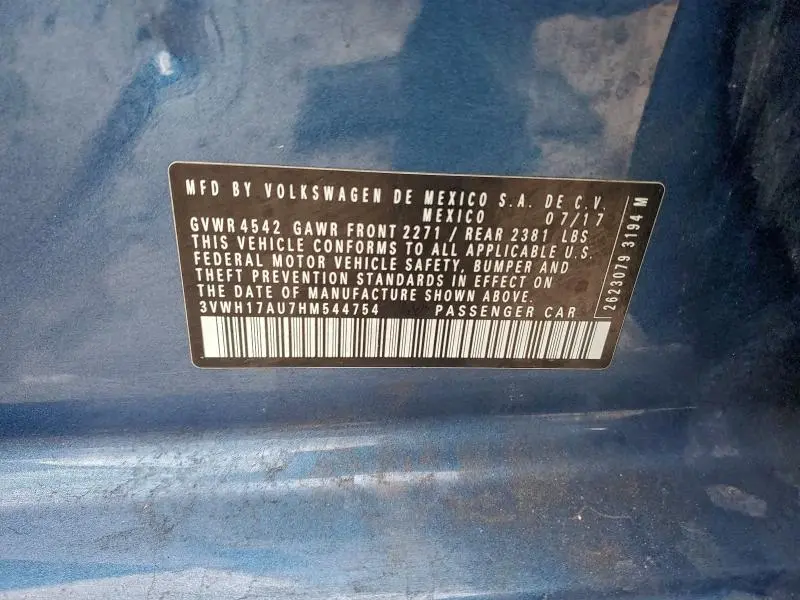 MFD BY VOLKSWAGEN DE MEXICO S.A. DE C.V.
MEXICO 07/17
GVWR 4542 GAWR FRONT 2271 / REAR 2381 LBS
THIS VEHICLE CONFORMS TO ALL APPLICABLE U.S.
FEDERAL MOTOR VEHICLE SAFETY, BUMPER AND
THEFT PREVENTION STANDARDS IN EFFECT ON
THE DATE OF MANUFACTURE SHOWN ABOVE.
3VWH17AU7HM544754 PASSENGER CAR
2623079 3194 M